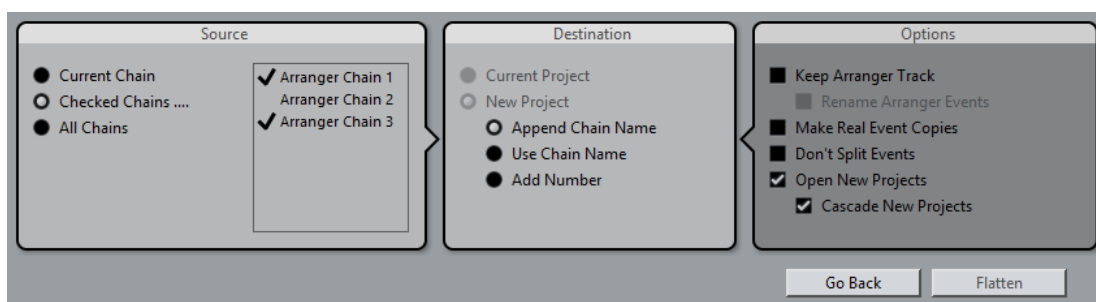 Source
Current Chain
Checked Chains ....
All Chains
Arranger Chain 1
Arranger Chain 2
Arranger Chain 3
Destination
Current Project
New Project
Append Chain Name
Use Chain Name
Add Number
Options
Keep Arranger Track
Rename Arranger Events
Make Real Event Copies
Don't Split Events
Open New Projects
Cascade New Projects
Go Back
Flatten